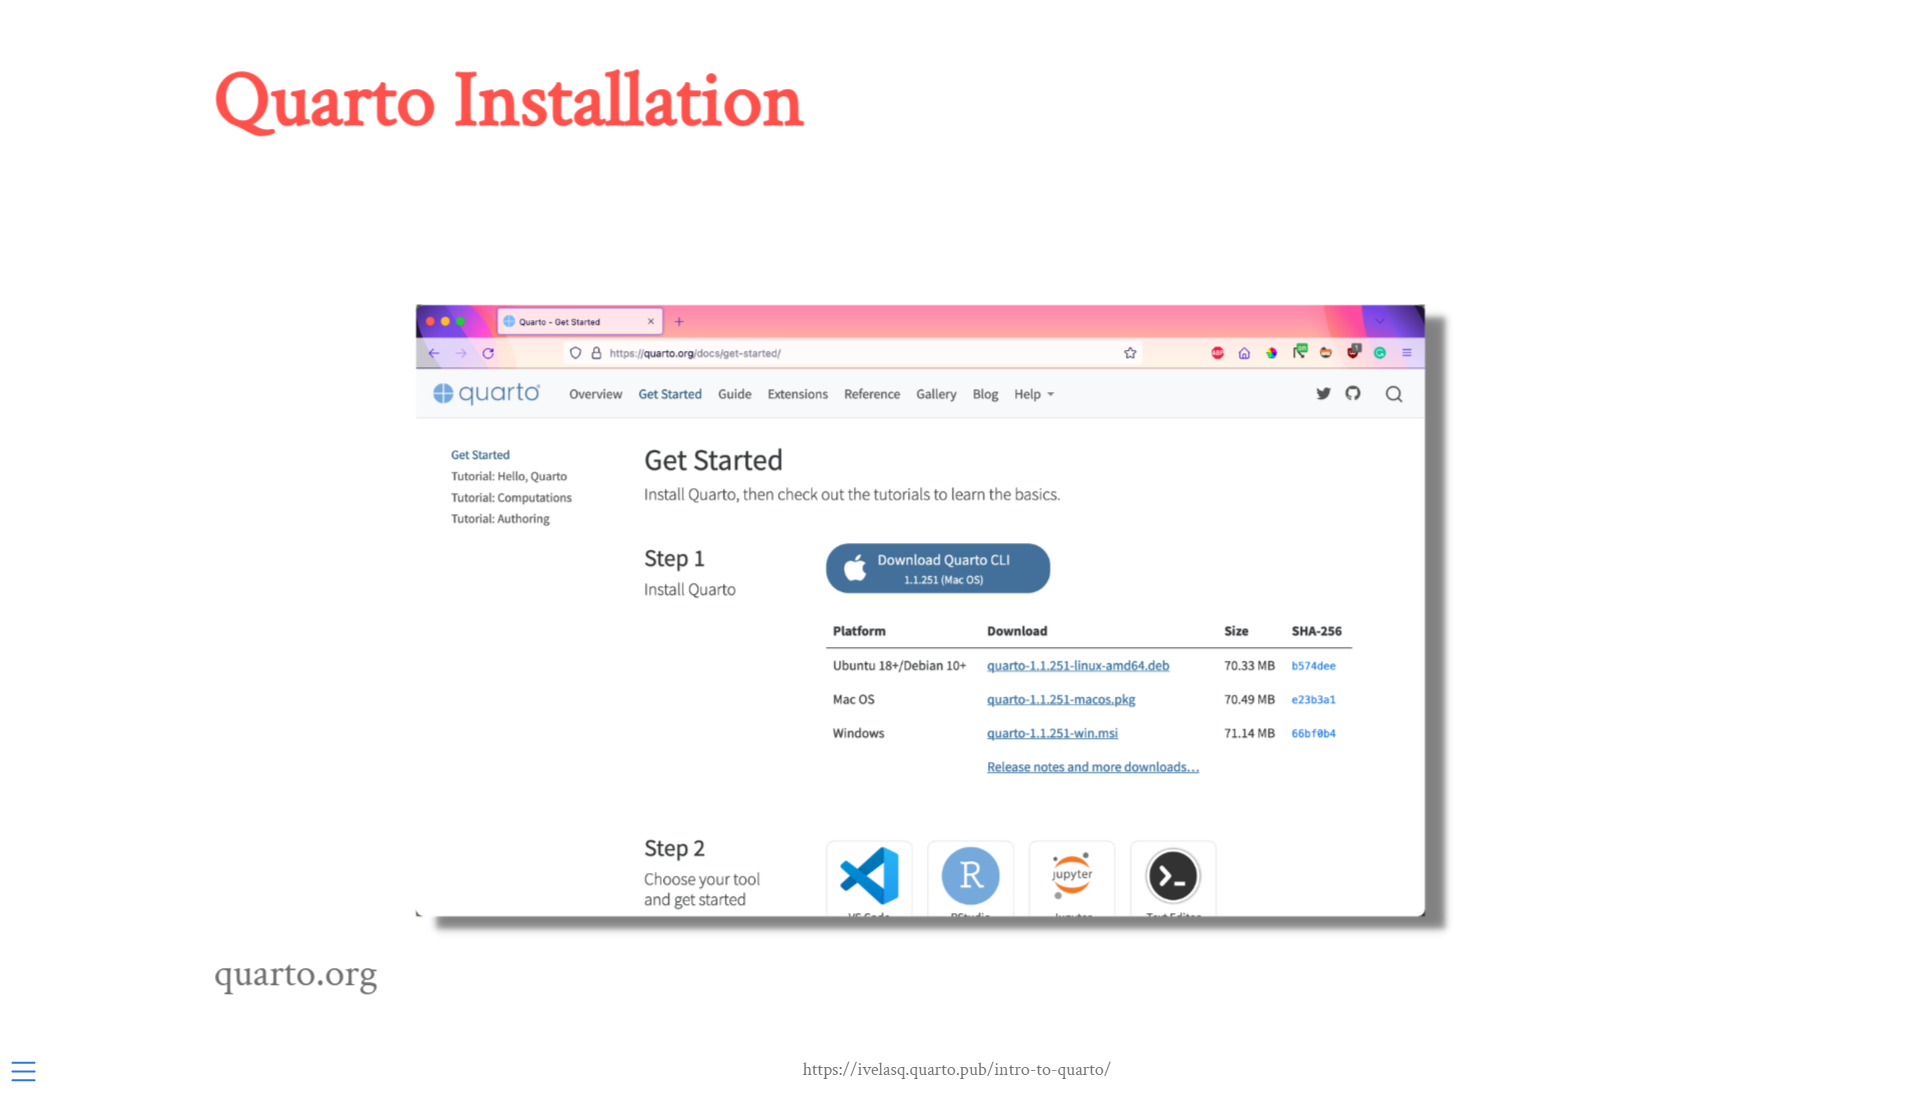 Quarto Installation
Quarto - Get Started
https://quarto.org/docs/get-started/
quarto
Overview Get Started Guide Extensions Reference Gallery Blog Help
Get Started
Tutorial: Hello, Quarto
Tutorial: Computations
Tutorial: Authoring
Get Started
Install Quarto, then check out the tutorials to learn the basics.
Step 1
Install Quarto
Download Quarto CLI
1.1.251 (Mac OS)
Platform Download Size SHA-256
Ubuntu 18+/Debian 10+ quarto-1.1.251-linux-amd64.deb 70.33 MB b574dee
Mac OS quarto-1.1.251-macos.pkg 70.49 MB e23b3a1
Windows quarto-1.1.251-win.msi 71.14 MB 66bf0b4
Release notes and more downloads...
Step 2
Choose your tool
and get started
R
jupyter
VS Code RStudio Jupyter Text Editor
quarto.org
https://ivelasq.quarto.pub/intro-to-quarto/